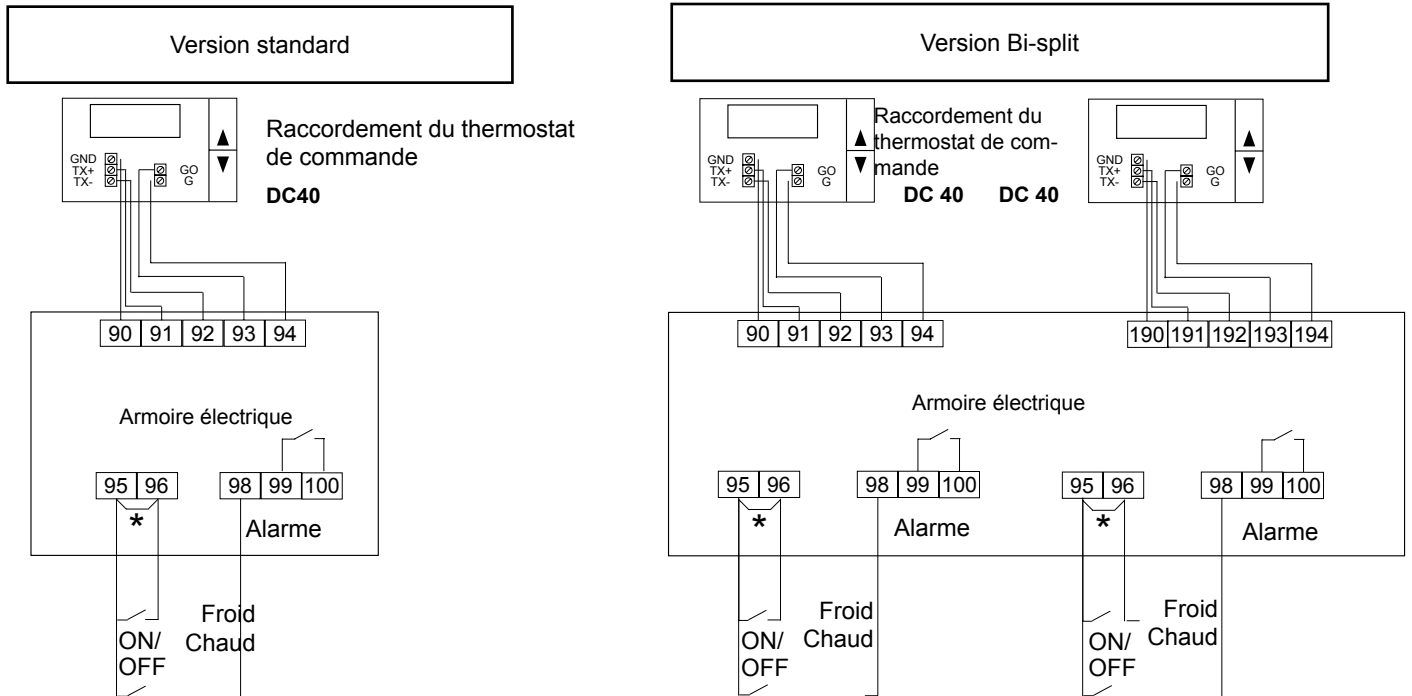 Version standard
GND
TX+
TX-
GO
G
Raccordement du thermostat
de commande
DC40
90 91 92 93 94
Armoire électrique
95 96
98 99 100
*
Alarme
Froid
Chaud
ON/
OFF
Version Bi-split
GND
TX+
TX-
GO
G
Raccordement du
thermostat de com-
mande
DC 40 DC 40
GND
TX+
TX-
GO
G
90 91 92 93 94
190 191 192 193 194
Armoire électrique
95 96
98 99 100
*
Alarme
Froid
Chaud
ON/
OFF
95 96
98 99 100
*
Alarme
Froid
Chaud
ON/
OFF